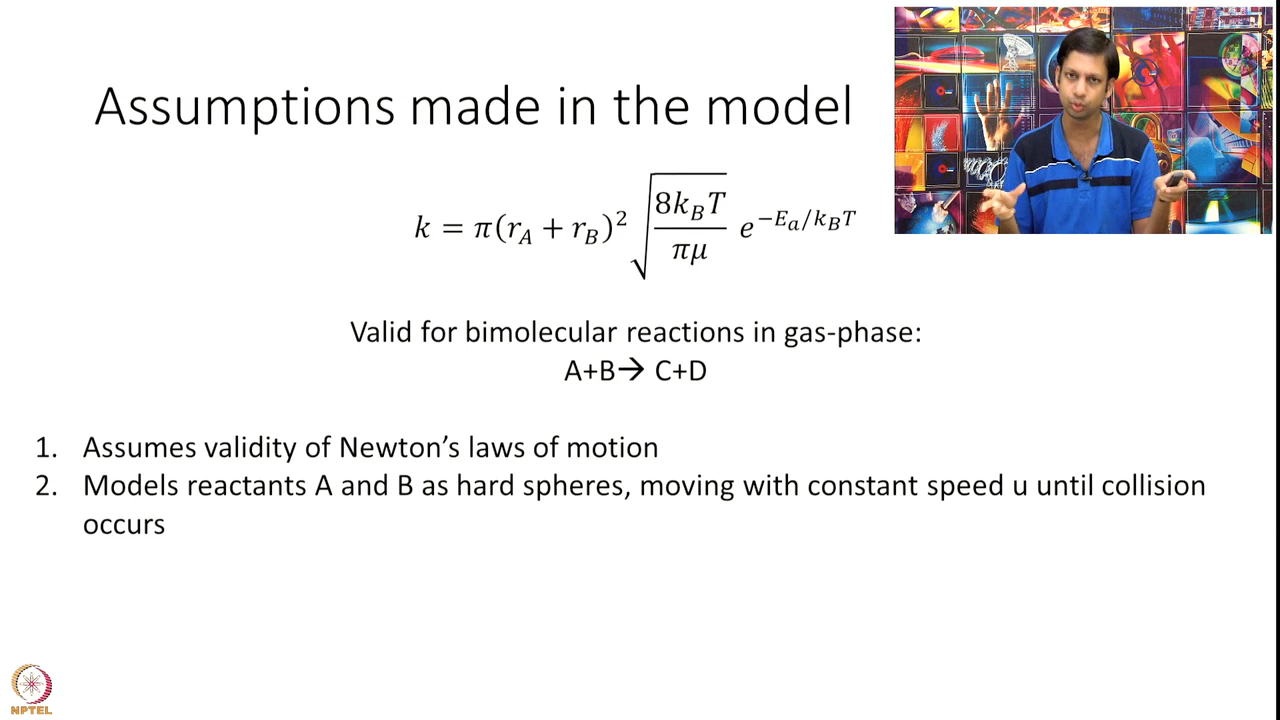 Assumptions made in the model
k = π(r_A + r_B)² √(8k_BT/πμ) e^(−E_a/k_BT)
Valid for bimolecular reactions in gas-phase:
A+B→ C+D
1. Assumes validity of Newton’s laws of motion
2. Models reactants A and B as hard spheres, moving with constant speed u until collision
occurs
NPTEL